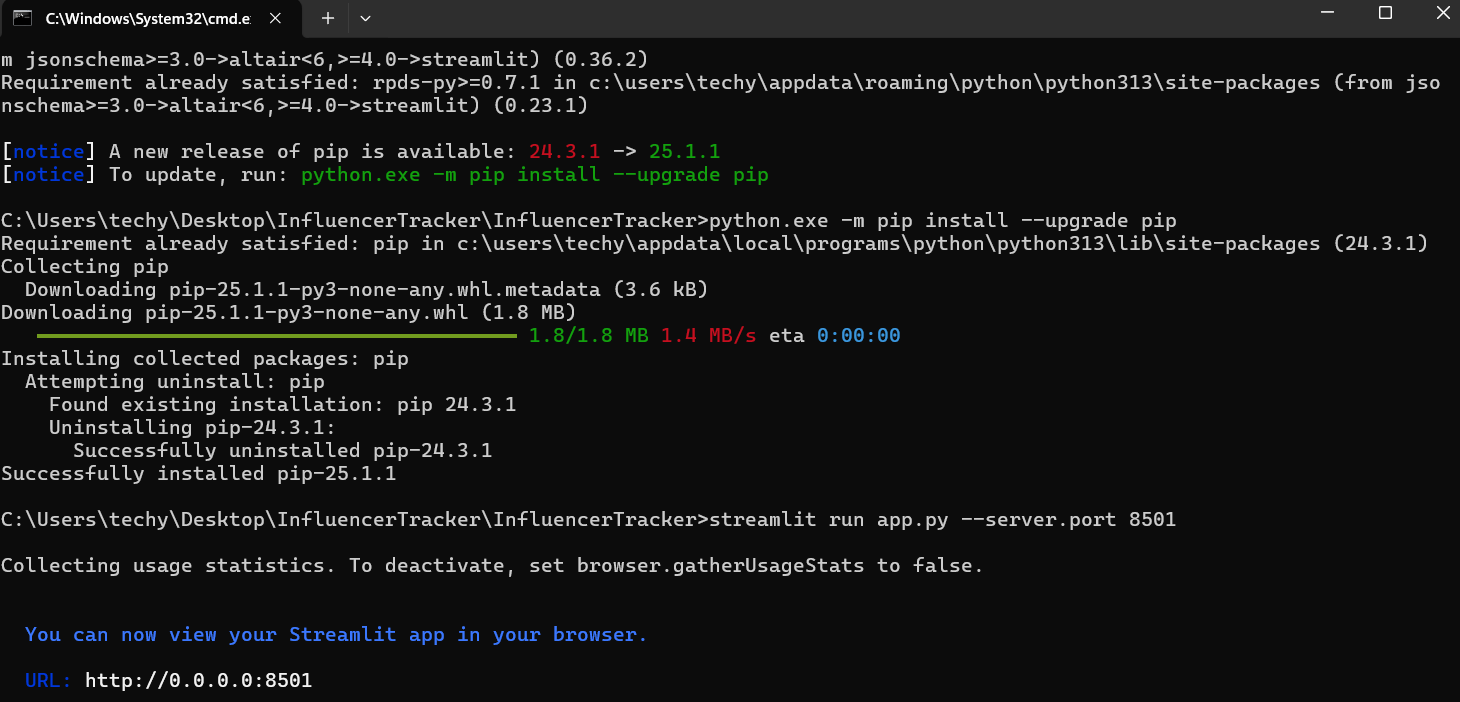 C:\Windows\System32\cmd.e
m jsonschema>=3.0->altair<6,>=4.0->streamlit) (0.36.2)
Requirement already satisfied: rpds-py>=0.7.1 in c:\users\techy\appdata\roaming\python\python313\site-packages (from jso
nschema>=3.0->altair<6,>=4.0->streamlit) (0.23.1)
[notice] A new release of pip is available: 24.3.1 -> 25.1.1
[notice] To update, run: python.exe -m pip install --upgrade pip
C:\Users\techy\Desktop\InfluencerTracker\InfluencerTracker>python.exe -m pip install --upgrade pip
Requirement already satisfied: pip in c:\users\techy\appdata\local\programs\python\python313\lib\site-packages (24.3.1)
Collecting pip
  Downloading pip-25.1.1-py3-none-any.whl.metadata (3.6 kB)
Downloading pip-25.1.1-py3-none-any.whl (1.8 MB)
1.8/1.8 MB 1.4 MB/s eta 0:00:00
Installing collected packages: pip
  Attempting uninstall: pip
    Found existing installation: pip 24.3.1
    Uninstalling pip-24.3.1:
      Successfully uninstalled pip-24.3.1
Successfully installed pip-25.1.1
C:\Users\techy\Desktop\InfluencerTracker\InfluencerTracker>streamlit run app.py --server.port 8501
Collecting usage statistics. To deactivate, set browser.gatherUsageStats to false.
  You can now view your Streamlit app in your browser.
  URL: http://0.0.0.0:8501